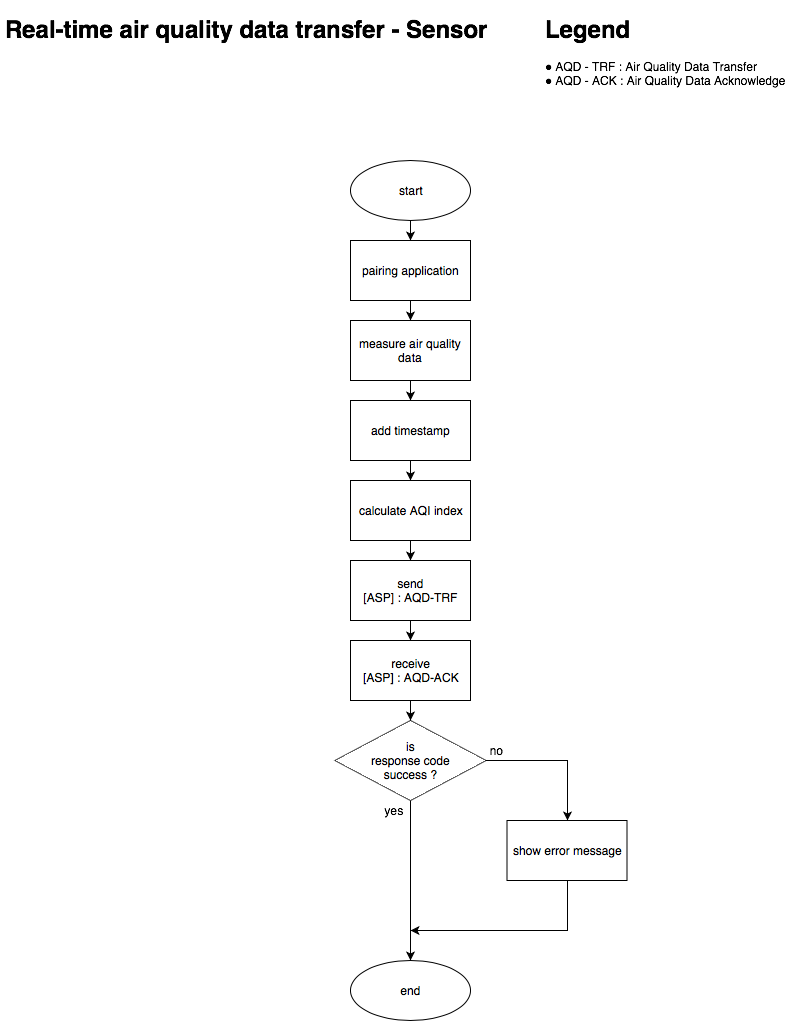 Real-time air quality data transfer - Sensor
Legend
● AQD - TRF : Air Quality Data Transfer
● AQD - ACK : Air Quality Data Acknowledge
start
pairing application
measure air quality
data
add timestamp
calculate AQI index
send
[ASP] : AQD-TRF
receive
[ASP] : AQD-ACK
is
response code
success ?
no
yes
show error message
end